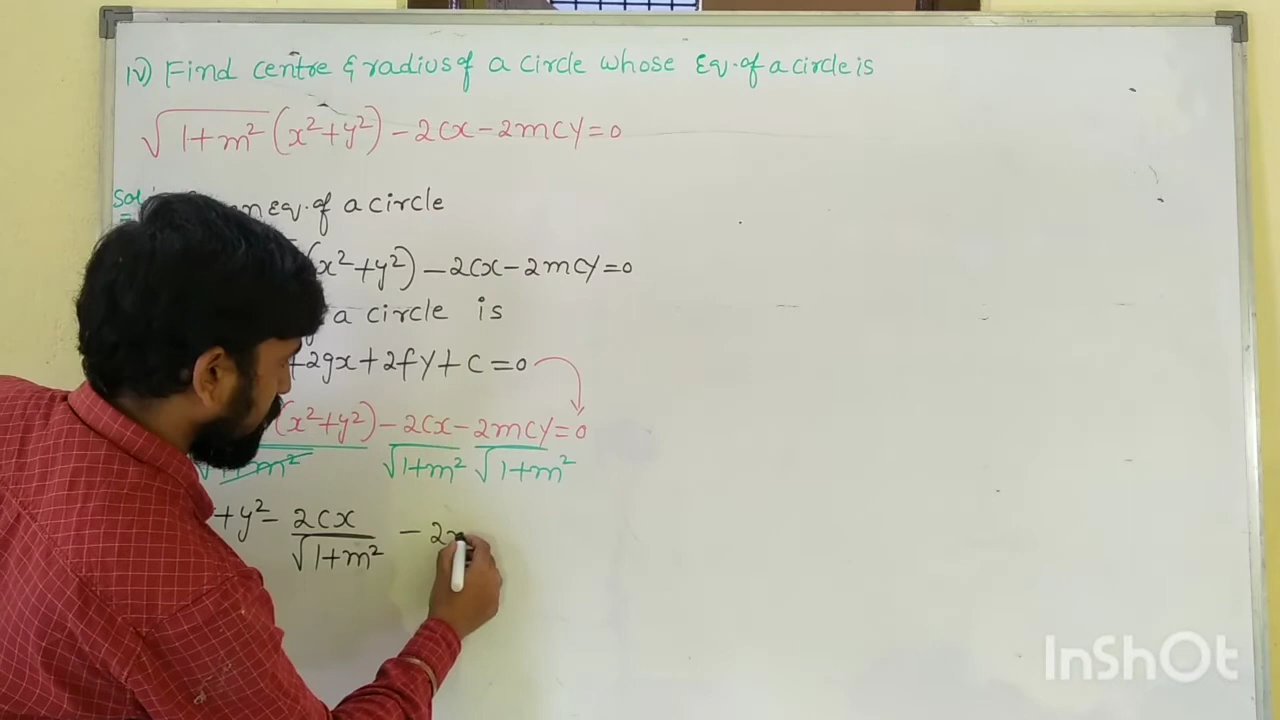 IV) Find centre & radius of a circle whose Eq. of a circle is
√1+m² (x²+y²) - 2cx - 2mcy = 0
Sol
Eq. of a circle
(x²+y²) - 2cx - 2mcy = 0
a circle is
+2gx+2fy+c=0
(x²+y²) - 2cx - 2mcy = 0
√1+m² √1+m² √1+m²
+y² - 2cx/√1+m² - 2
InShOt